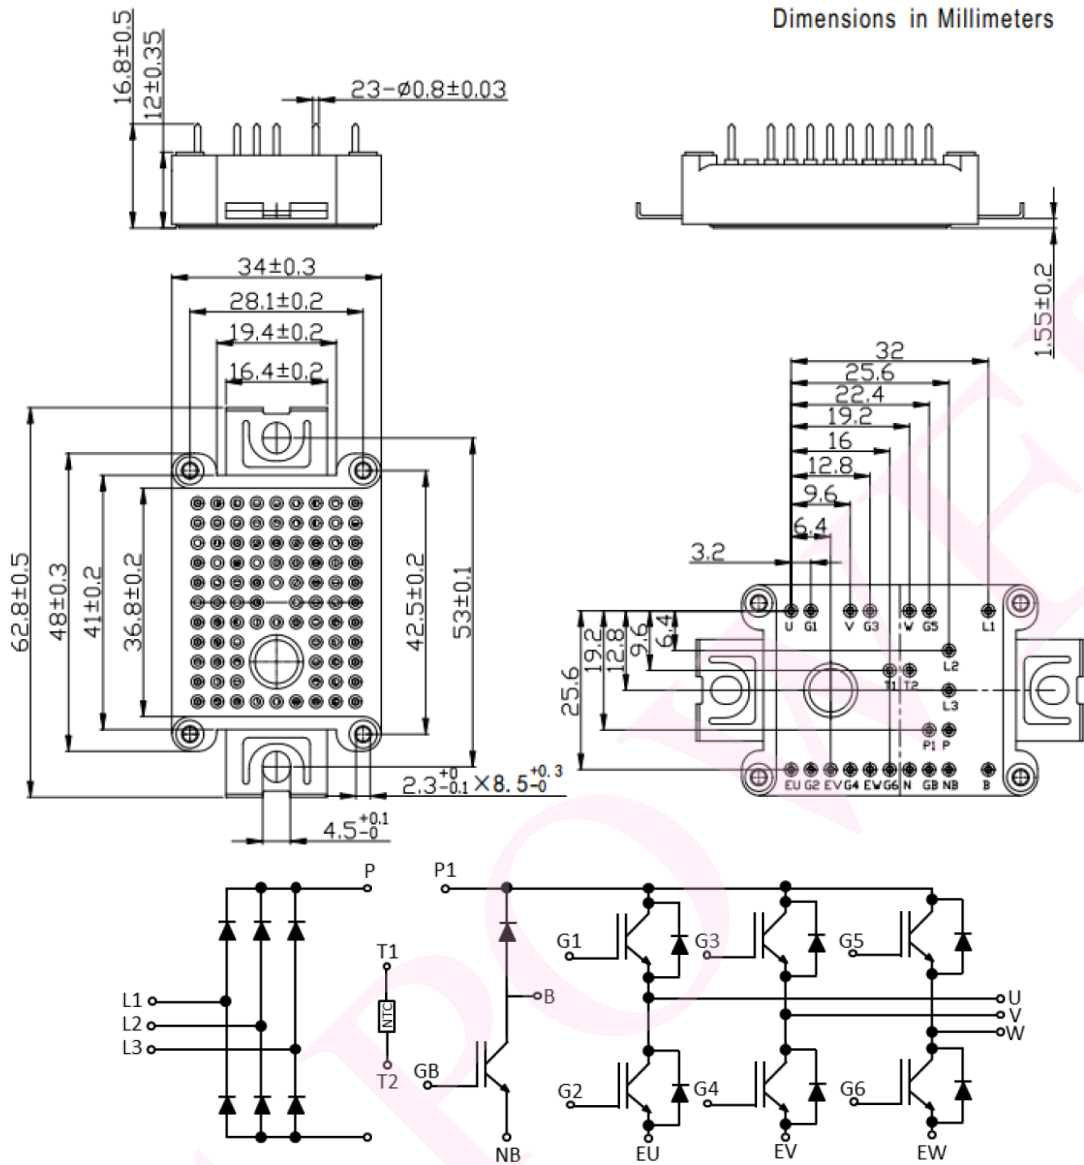 Dimensions in Millimeters
16.8±0.5
12±0.35
23-ø0.8±0.03
1.55±0.2
34±0.3
28.1±0.2
19.4±0.2
16.4±0.2
62.8±0.5
48±0.3
41±0.2
36.8±0.2
42.5±0.2
53±0.1
2.3+0-0.1×8.5+0.3-0
4.5+0.1-0
32
25.6
22.4
19.2
16
12.8
9.6
6.4
3.2
25.6
19.2
12.8
9.6
6.4
U G1 V G3 W G5 L1
L2
T1 T2
L3
P1 P
EU G2 EV G4 EW G6 N GB NB B
P P1
G1 G3 G5
T1
NTC
T2
L1
L2
L3
B
U
V
W
GB
G2 G4 G6
NB EU EV EW